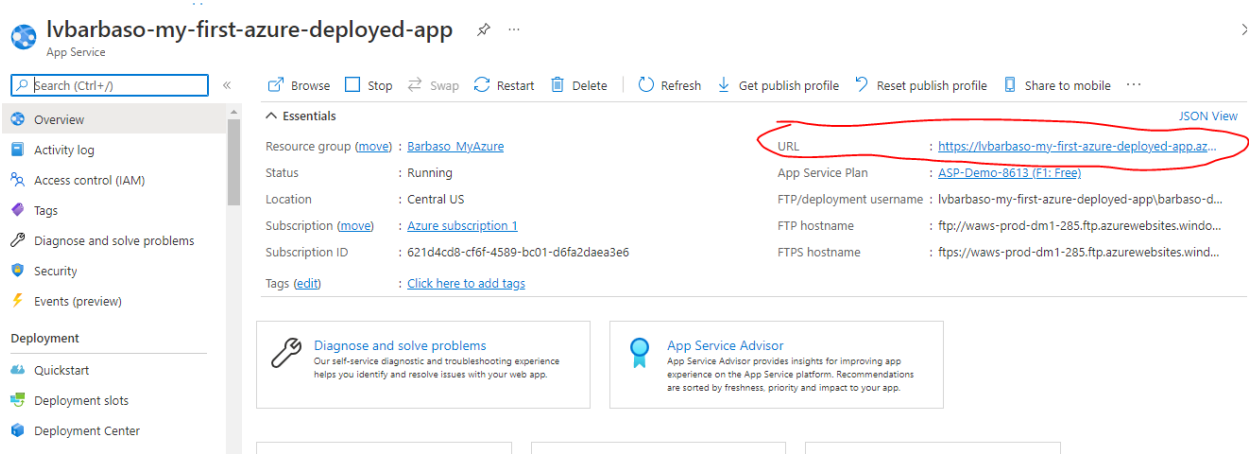 lvbarbaso-my-first-azure-deployed-app
App Service
Search (Ctrl+/)
Overview
Activity log
Access control (IAM)
Tags
Diagnose and solve problems
Security
Events (preview)
Deployment
Quickstart
Deployment slots
Deployment Center
Browse Stop Swap Restart Delete Refresh Get publish profile Reset publish profile Share to mobile ...
Essentials
JSON View
Resource group (move) : Barbaso_MyAzure
Status : Running
Location : Central US
Subscription (move) : Azure subscription 1
Subscription ID : 621d4cd8-cf6f-4589-bc01-d6fa2daea3e6
Tags (edit) : Click here to add tags
URL : https://lvbarbaso-my-first-azure-deployed-app.az...
App Service Plan : ASP-Demo-8613 (F1: Free)
FTP/deployment username : lvbarbaso-my-first-azure-deployed-app\barbaso-d...
FTP hostname : ftp://waws-prod-dm1-285.ftp.azurewebsites.windo...
FTPS hostname : ftps://waws-prod-dm1-285.ftp.azurewebsites.wind...
Diagnose and solve problems
Our self-service diagnostic and troubleshooting experience
helps you identify and resolve issues with your web app.
App Service Advisor
App Service Advisor provides insights for improving app
experience on the App Service platform. Recommendations
are sorted by freshness, priority and impact to your app.